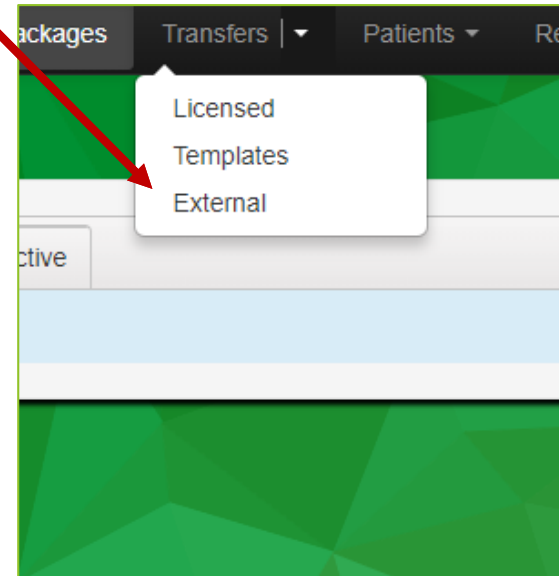 ackages Transfers Patients Re
Licensed
Templates
External
ctive